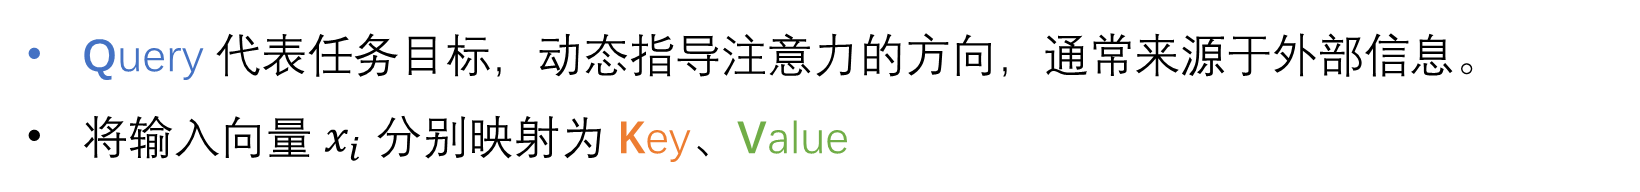 • Query 代表任务目标，动态指导注意力的方向，通常来源于外部信息。
• 将输入向量 xᵢ 分别映射为 Key、Value